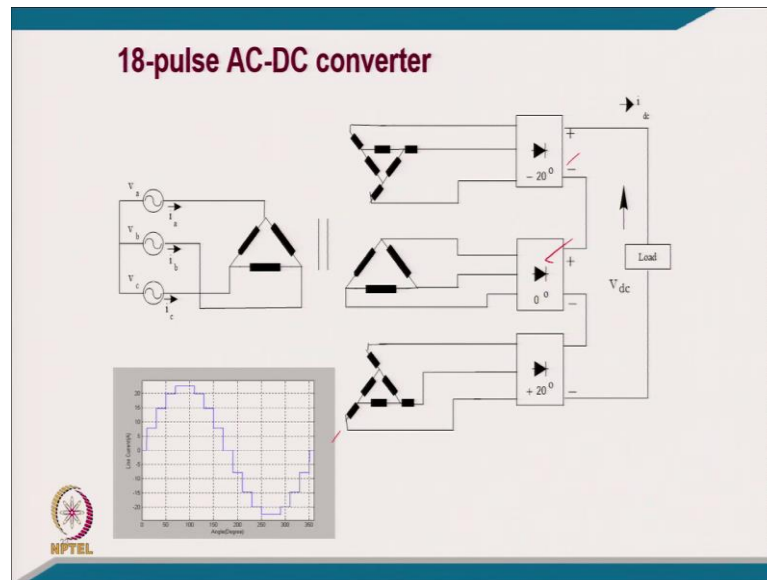 18-pulse AC-DC converter
V a
i a
V b
i b
V c
i c
+
- 20 o
−
+
0 o
−
+ 20 o
−
i dc
Load
V dc
Line Current(A)
20
15
10
5
0
-5
-10
-15
-20
0 50 100 150 200 250 300 350
Angle(Degree)
NPTEL